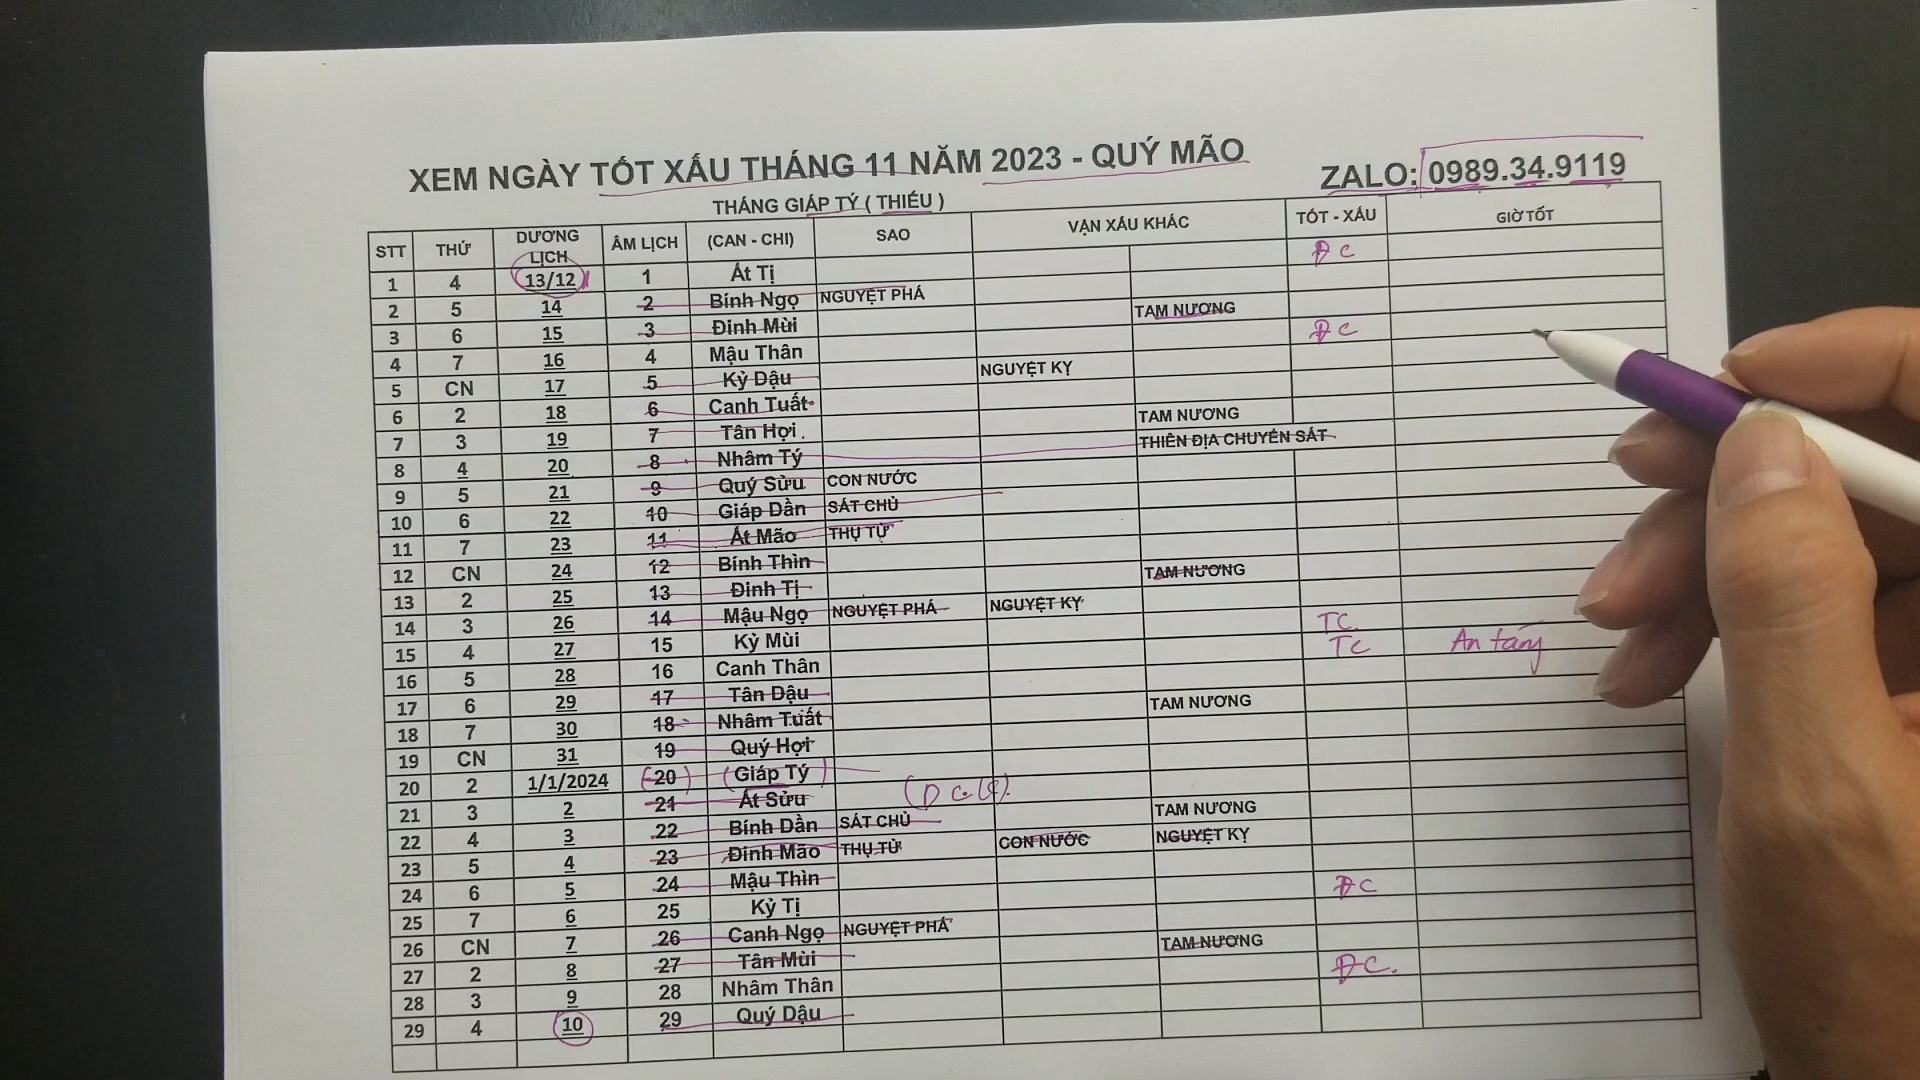 XEM NGÀY TỐT XẤU THÁNG 11 NĂM 2023 - QUÝ MÃO
ZALO: 0989.34.9119
THÁNG GIÁP TÝ ( THIẾU )
STT THỨ DƯƠNG LỊCH ÂM LỊCH (CAN - CHI) SAO VẬN XẤU KHÁC TỐT - XẤU GIỜ TỐT
1 4 13/12 1 Ất Tị ĐC
2 5 14 2 Bính Ngọ NGUYỆT PHÁ
3 6 15 3 Đinh Mùi TAM NƯƠNG
4 7 16 4 Mậu Thân ĐC
5 CN 17 5 Kỷ Dậu NGUYỆT KỴ
6 2 18 6 Canh Tuất
7 3 19 7 Tân Hợi TAM NƯƠNG
8 4 20 8 Nhâm Tý THIÊN ĐỊA CHUYỂN SÁT
9 5 21 9 Quý Sửu CON NƯỚC
10 6 22 10 Giáp Dần SÁT CHỦ
11 7 23 11 Ất Mão THỤ TỬ
12 CN 24 12 Bính Thìn
13 2 25 13 Đinh Tị TAM NƯƠNG
14 3 26 14 Mậu Ngọ NGUYỆT PHÁ NGUYỆT KỴ
15 4 27 15 Kỷ Mùi TC
16 5 28 16 Canh Thân TC An táng
17 6 29 17 Tân Dậu
18 7 30 18 Nhâm Tuất TAM NƯƠNG
19 CN 31 19 Quý Hợi
20 2 1/1/2024 (20) (Giáp Tý)
21 3 2 21 Ất Sửu
22 4 3 22 Bính Dần SÁT CHỦ TAM NƯƠNG
23 5 4 23 Đinh Mão THỤ TỬ CON NƯỚC NGUYỆT KỴ
24 6 5 24 Mậu Thìn
25 7 6 25 Kỷ Tị ĐC
26 CN 7 26 Canh Ngọ NGUYỆT PHÁ
27 2 8 27 Tân Mùi TAM NƯƠNG
28 3 9 28 Nhâm Thân ĐC.
29 4 10 29 Quý Dậu